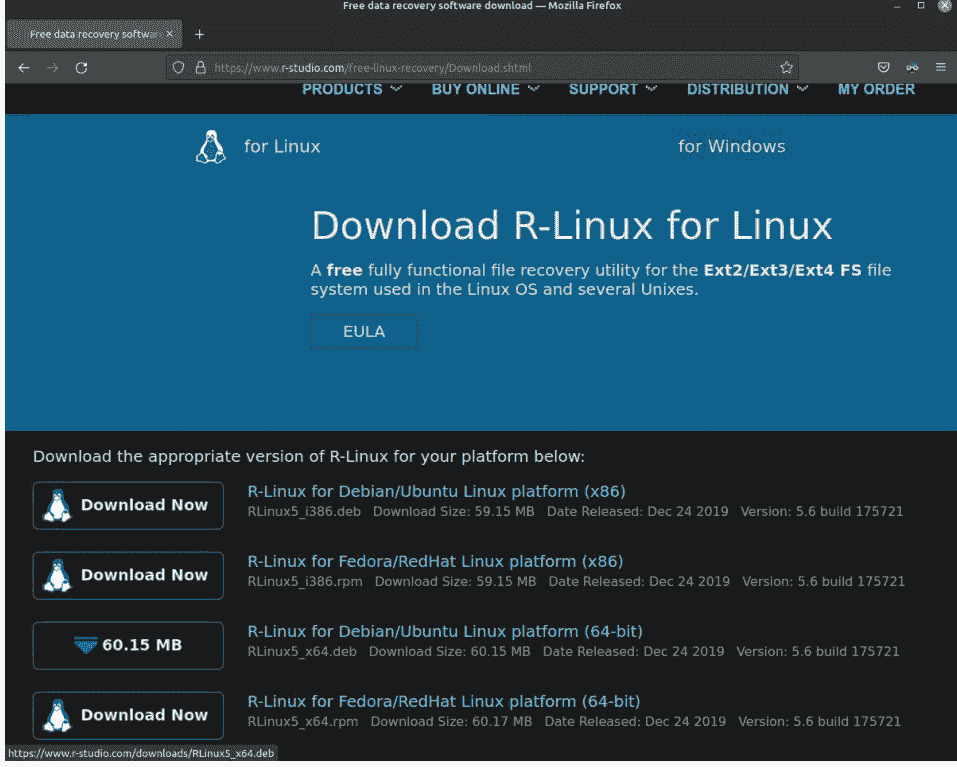 Free data recovery software download — Mozilla Firefox
Free data recovery softwar
https://www.r-studio.com/free-linux-recovery/Download.shtml
PRODUCTS BUY ONLINE SUPPORT DISTRIBUTION MY ORDER
for Linux for Windows
Download R-Linux for Linux
A free fully functional file recovery utility for the Ext2/Ext3/Ext4 FS file
system used in the Linux OS and several Unixes.
EULA
Download the appropriate version of R-Linux for your platform below:
Download Now
R-Linux for Debian/Ubuntu Linux platform (x86)
RLinux5_i386.deb Download Size: 59.15 MB Date Released: Dec 24 2019 Version: 5.6 build 175721
Download Now
R-Linux for Fedora/RedHat Linux platform (x86)
RLinux5_i386.rpm Download Size: 59.15 MB Date Released: Dec 24 2019 Version: 5.6 build 175721
60.15 MB
R-Linux for Debian/Ubuntu Linux platform (64-bit)
RLinux5_x64.deb Download Size: 60.15 MB Date Released: Dec 24 2019 Version: 5.6 build 175721
Download Now
R-Linux for Fedora/RedHat Linux platform (64-bit)
RLinux5_x64.rpm Download Size: 60.17 MB Date Released: Dec 24 2019 Version: 5.6 build 175721
https://www.r-studio.com/downloads/RLinux5_x64.deb